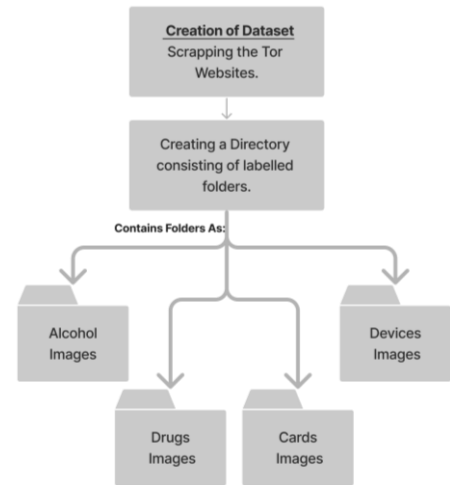 Creation of Dataset
Scrapping the Tor
Websites.
Creating a Directory
consisting of labelled
folders.
Contains Folders As:
Alcohol
Images
Devices
Images
Drugs
Images
Cards
Images